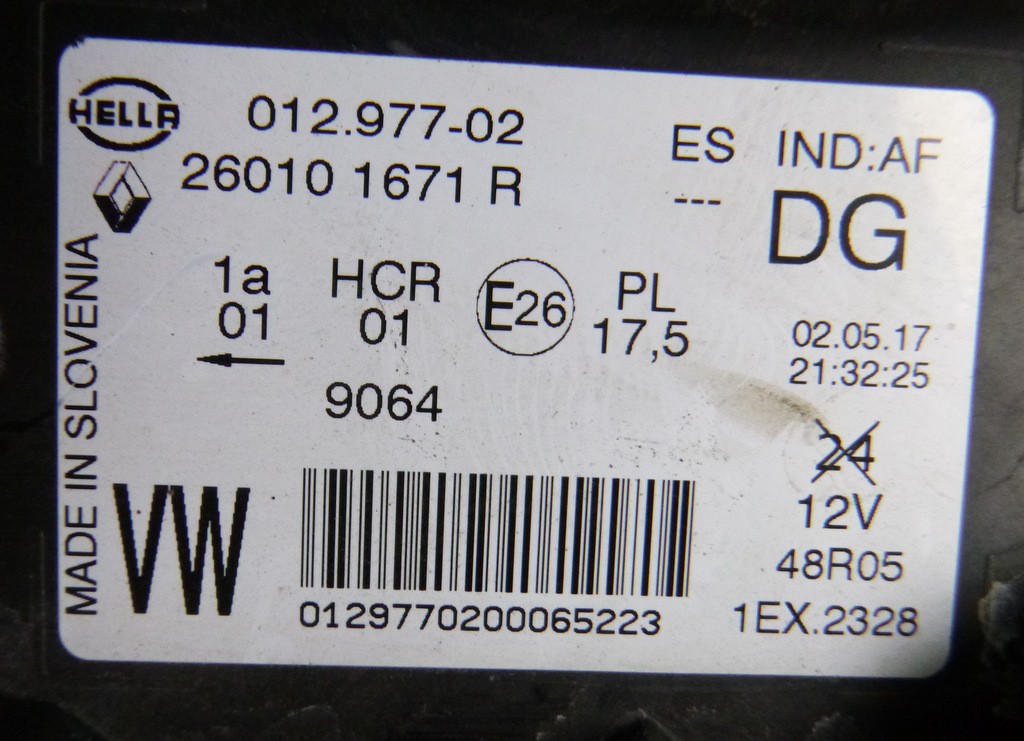 HELLA 012.977-02
26010 1671 R
ES IND:AF
--- DG
MADE IN SLOVENIA
1a HCR E26 PL
01 01 17,5
9064
02.05.17
21:32:25
24
12V
VW
48R05
0129770200065223
1EX.2328